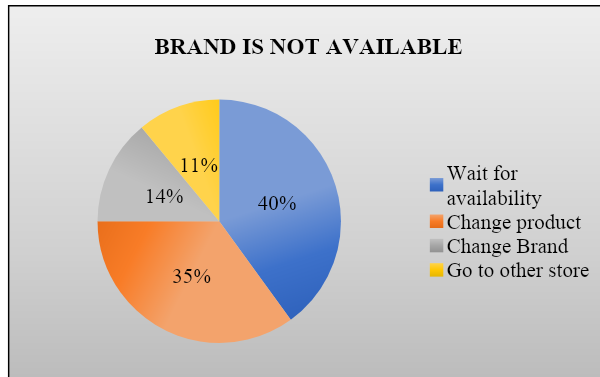 BRAND IS NOT AVAILABLE
11%
14%
40%
35%
Wait for
availability
Change product
Change Brand
Go to other store